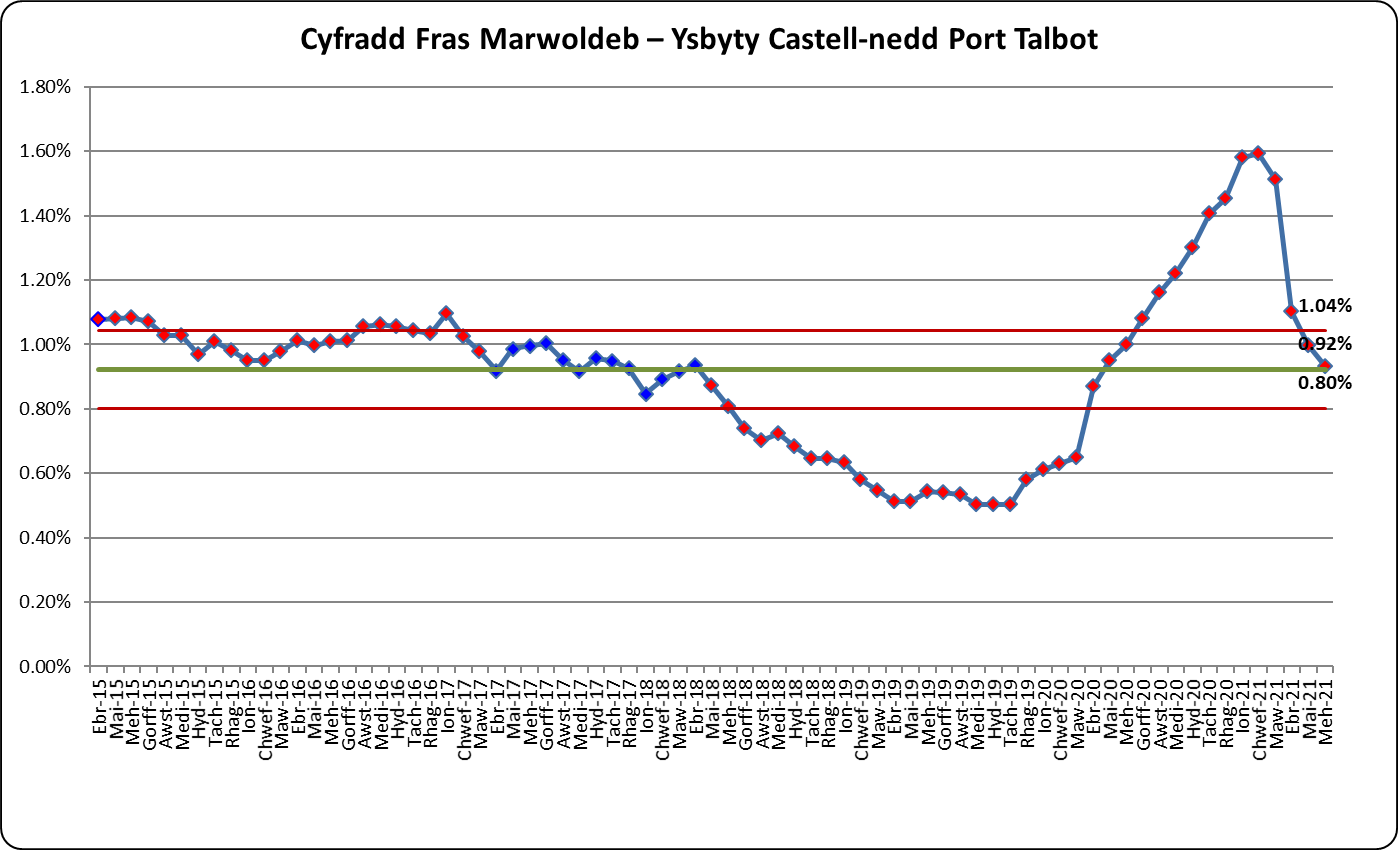 Cyfradd Fras Marwoldeb – Ysbyty Castell-nedd Port Talbot
1.80%
1.60%
1.40%
1.20%
1.00%
0.80%
0.60%
0.40%
0.20%
0.00%
1.04%
0.92%
0.80%
Ebr-15
Mai-15
Meh-15
Gorff-15
Awst-15
Medi-15
Hyd-15
Tach-15
Rhag-15
Ion-16
Chwef-16
Maw-16
Ebr-16
Mai-16
Meh-16
Gorff-16
Awst-16
Medi-16
Hyd-16
Tach-16
Rhag-16
Ion-17
Chwef-17
Maw-17
Ebr-17
Mai-17
Meh-17
Gorff-17
Awst-17
Medi-17
Hyd-17
Tach-17
Rhag-17
Ion-18
Chwef-18
Maw-18
Ebr-18
Mai-18
Meh-18
Gorff-18
Awst-18
Medi-18
Hyd-18
Tach-18
Rhag-18
Ion-19
Chwef-19
Maw-19
Ebr-19
Mai-19
Meh-19
Gorff-19
Awst-19
Medi-19
Hyd-19
Tach-19
Rhag-19
Ion-20
Chwef-20
Maw-20
Ebr-20
Mai-20
Meh-20
Gorff-20
Awst-20
Medi-20
Hyd-20
Tach-20
Rhag-20
Ion-21
Chwef-21
Maw-21
Ebr-21
Mai-21
Meh-21